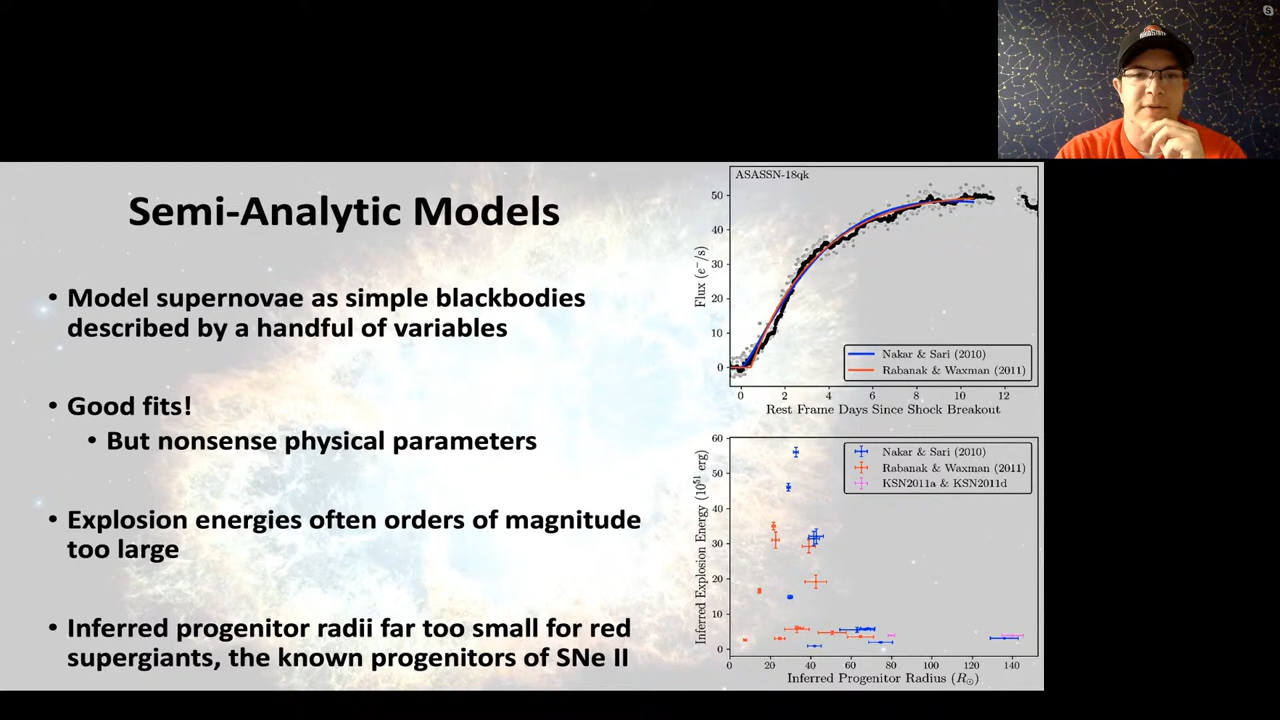 Semi-Analytic Models
• Model supernovae as simple blackbodies
described by a handful of variables
• Good fits!
• But nonsense physical parameters
• Explosion energies often orders of magnitude
too large
• Inferred progenitor radii far too small for red
supergiants, the known progenitors of SNe II
ASASSN-18qk
Flux (e⁻/s)
50
40
30
20
10
0
Nakar & Sari (2010)
Rabanak & Waxman (2011)
0 2 4 6 8 10 12
Rest Frame Days Since Shock Breakout
Inferred Explosion Energy (10⁵¹ erg)
60
50
40
30
20
10
0
Nakar & Sari (2010)
Rabanak & Waxman (2011)
KSN2011a & KSN2011d
0 20 40 60 80 100 120 140
Inferred Progenitor Radius (R☉)